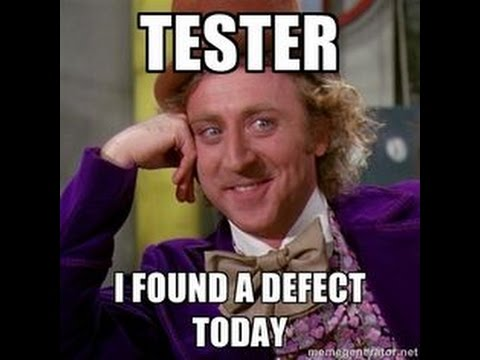 TESTER
I FOUND A DEFECT
TODAY
memegenerator.net